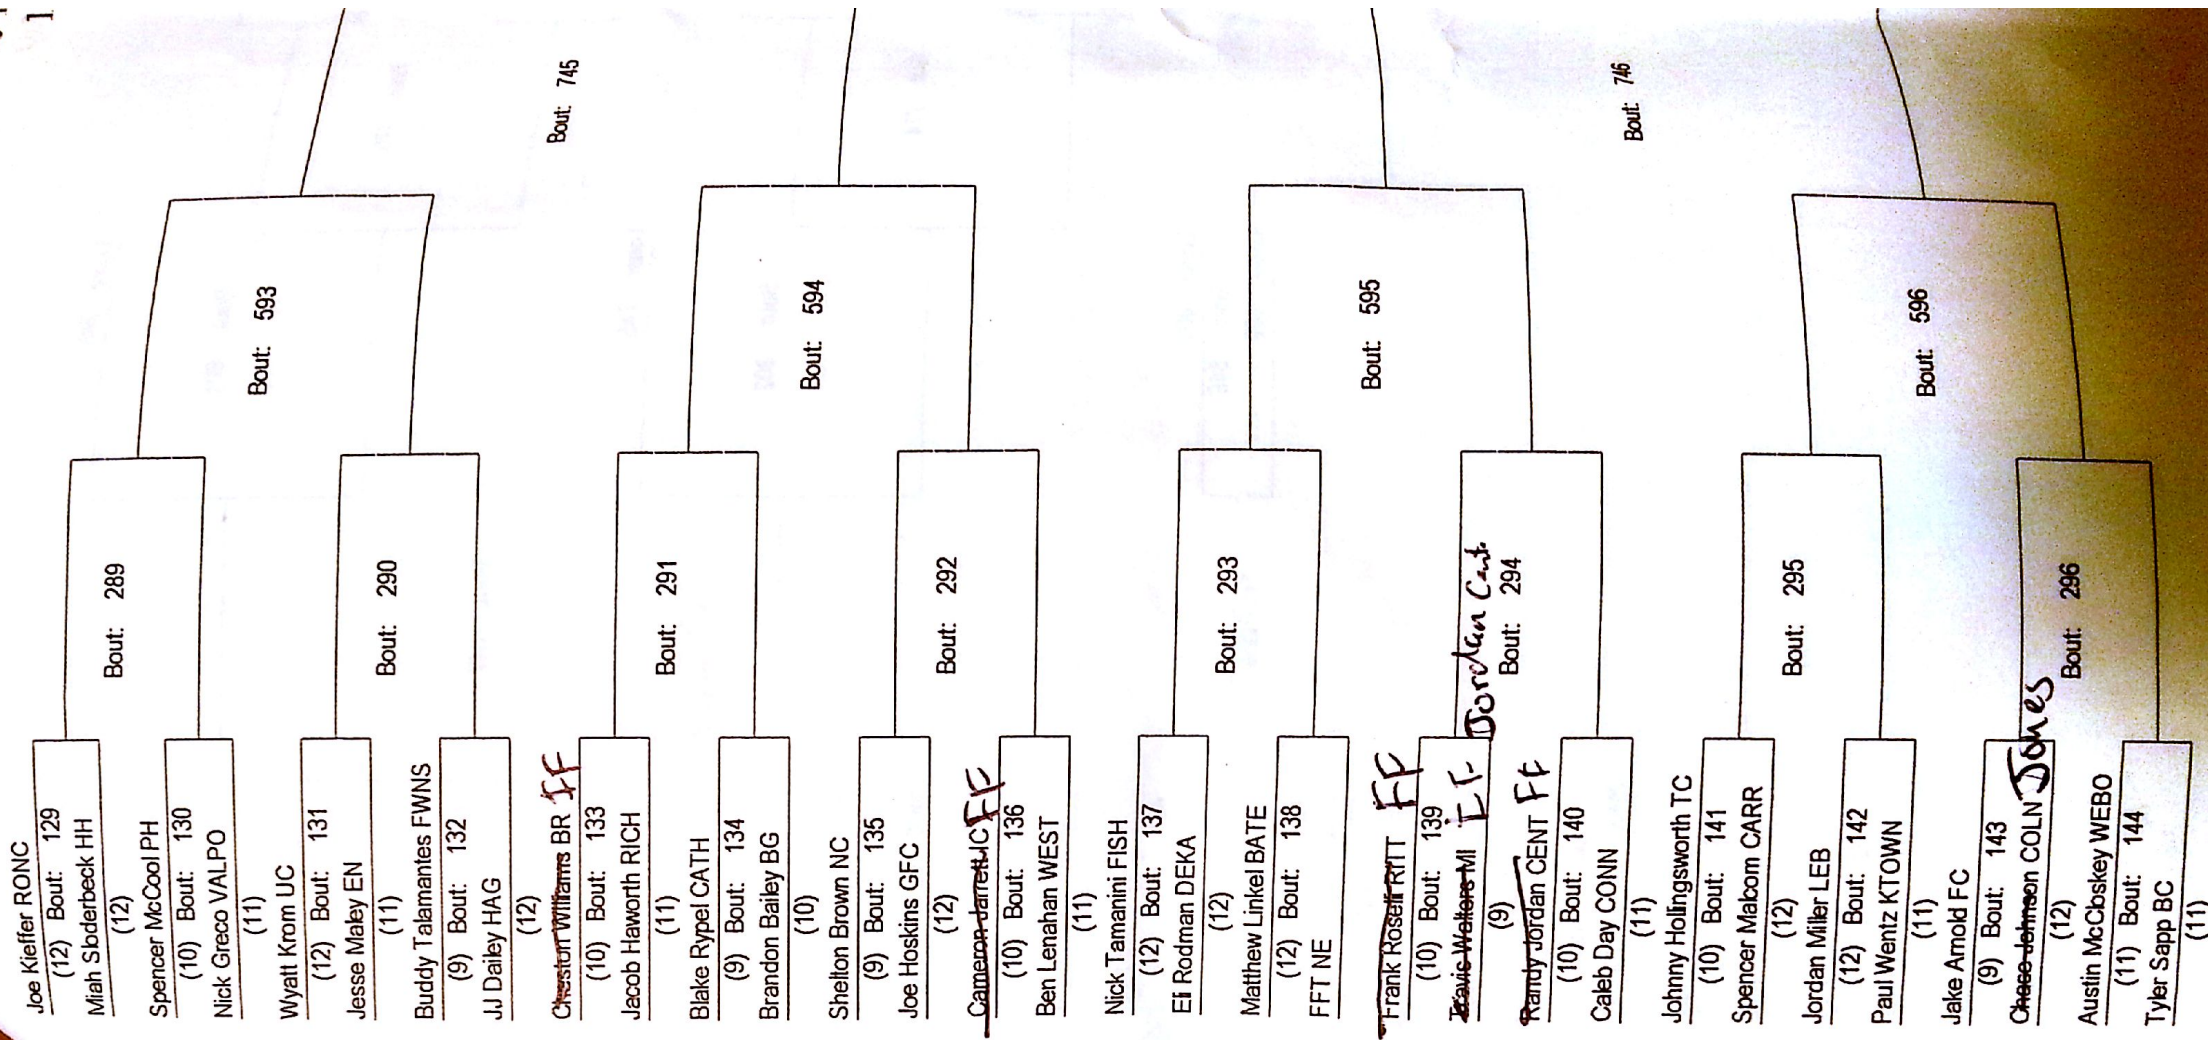 1
Joe Kieffer RONC
(12) Bout: 129
Miah Sloderbeck HH
(12)
Spencer McCool PH
(10) Bout: 130
Nick Greco VALPO
(11)
Wyatt Krom UC
(12) Bout: 131
Jesse Maley EN
(11)
Buddy Talamantes FWNS
(9) Bout: 132
JJ Dailey HAG
(12)
Cheston Williams BR FF
(10) Bout: 133
Jacob Haworth RICH
(11)
Blake Rypel CATH
(9) Bout: 134
Brandon Bailey BG
(10)
Shelton Brown NC
(9) Bout: 135
Joe Hoskins GFC
(12)
Cameron Jarrett JC FF
(10) Bout: 136
Ben Lenahan WEST
(11)
Nick Tamanini FISH
(12) Bout: 137
Eli Rodman DEKA
(12)
Matthew Linkel BATE
(12) Bout: 138
FFT NE
Frank Roselli RITT FF
(10) Bout: 139
Travis Walters MI FF
(9)
Randy Jordan CENT FF
(10) Bout: 140
Caleb Day CONN
(11)
Johnny Hollingsworth TC
(10) Bout: 141
Spencer Malcom CARR
(12)
Jordan Miller LEB
(12) Bout: 142
Paul Wentz KTOWN
(11)
Jake Arnold FC
(9) Bout: 143
Chase Johnson COLN Jones
(12)
Austin McCloskey WEBO
(11) Bout: 144
Tyler Sapp BC
(11)
Bout: 289
Bout: 290
Bout: 291
Bout: 292
Bout: 293
Jordan Cent.
Bout: 294
Bout: 295
Bout: 296
Bout: 593
Bout: 594
Bout: 595
Bout: 596
Bout: 745
Bout: 746